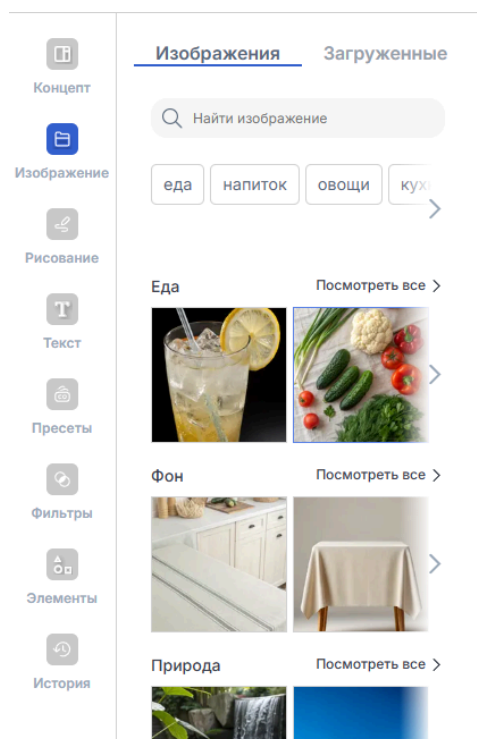 Концепт
Изображение
Рисование
Текст
Пресеты
Фильтры
Элементы
История
Изображения
Загруженные
Найти изображение
еда
напиток
овощи
Еда
Посмотреть все
Фон
Посмотреть все
Природа
Посмотреть все